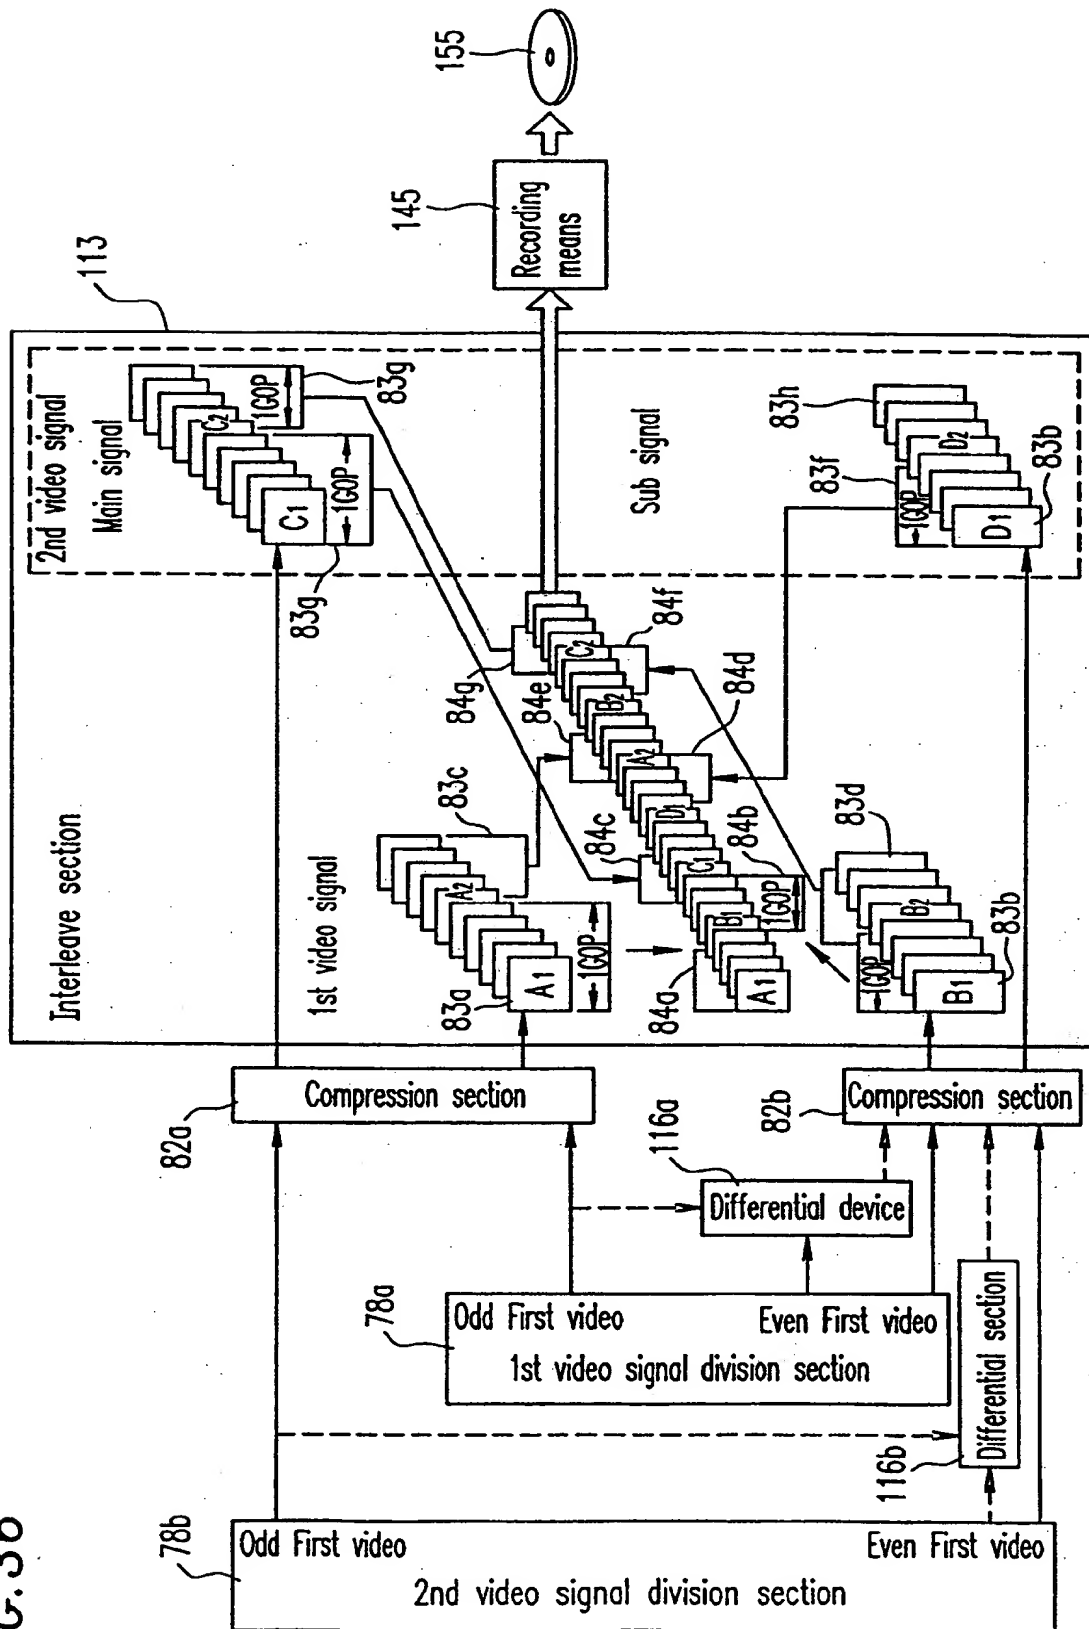 G.36
155
145
Recording
means
113
Interleave section
2nd video signal
Main signal
83g
1GOP
C2
1GOP
C1
83g
Sub signal
83h
83f
D2
1GOP
D1
83b
1st video signal
83c
A2
1GOP
A1
83a
84g
84e
84f
84d
84c
84b
84a
C2
B2
A2
D1
C1
B1
1GOP
A1
83d
B2
1GOP
B1
83b
82a
Compression section
82b
Compression section
116a
Differential device
116b
Differential section
78a
Odd First video
Even First video
1st video signal division section
78b
Odd First video
Even First video
2nd video signal division section